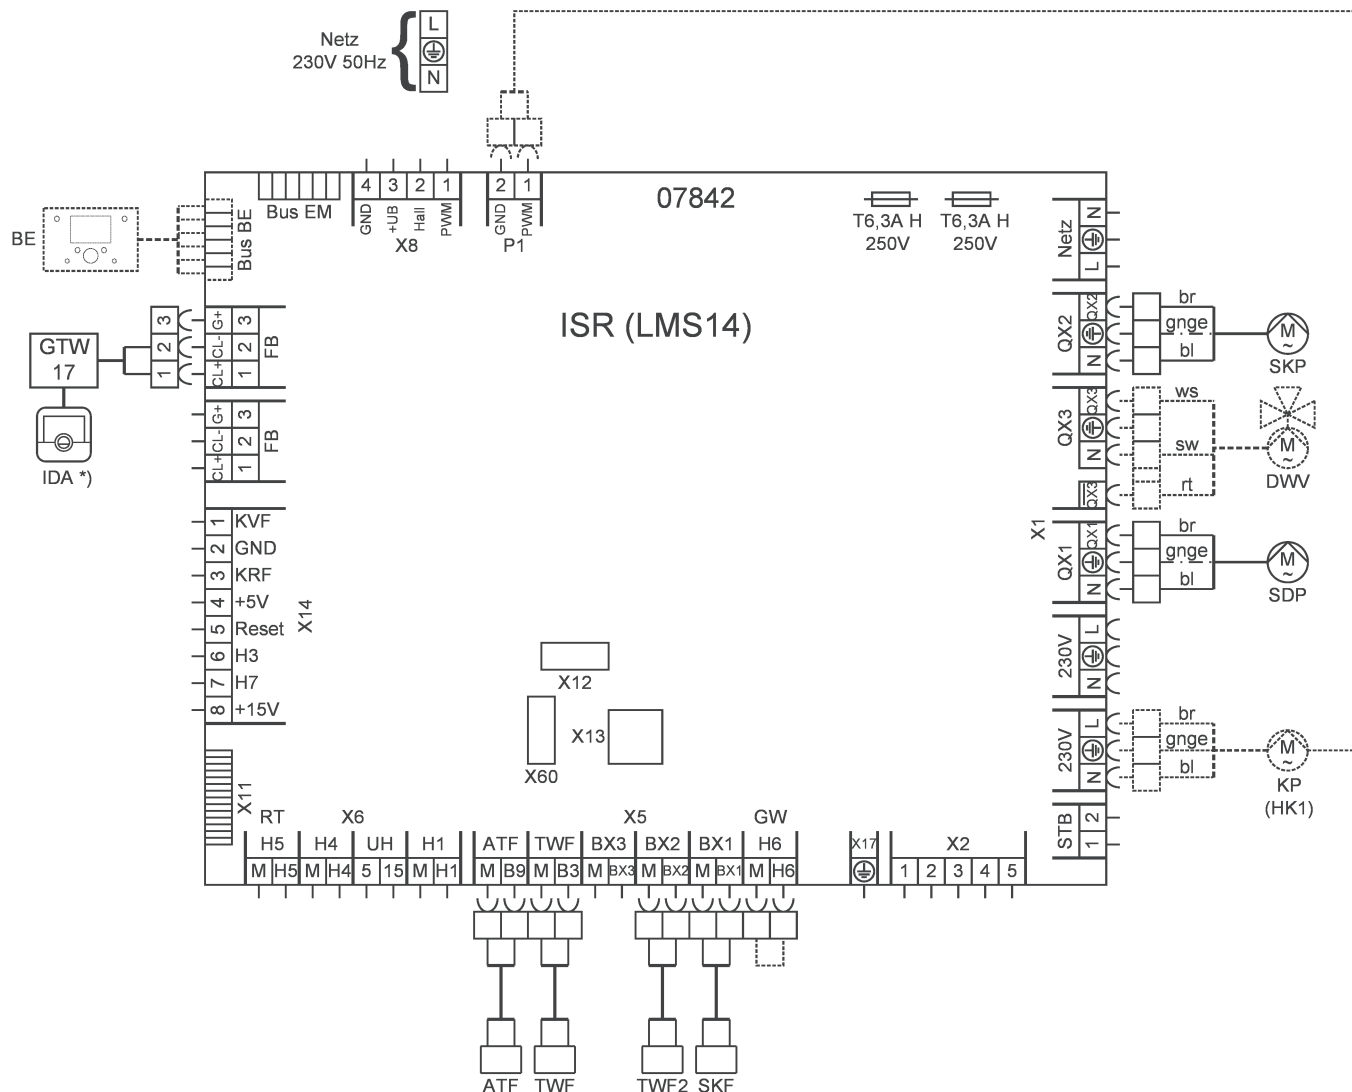 Netz
230V 50Hz
L
N
07842
T6,3A H
250V
T6,3A H
250V
ISR (LMS14)
Bus EM
4 3 2 1
GND +UB Hall PWM
X8
2 1
GND PWM
P1
BE
Bus BE
GTW
17
IDA *)
3 2 1
G+ CL- CL+
3 2 1
FB
G+ CL- CL+
3 2 1
FB
1 KVF
2 GND
3 KRF
4 +5V
5 Reset
6 H3
7 H7
8 +15V
X14
X11
X12
X13
X60
Netz
N
L
QX2
QX2
N
br
gnge
bl
M
~
SKP
QX3
QX3
N
QX3
ws
sw
rt
M
~
DWV
X1
QX1
QX1
N
br
gnge
bl
M
~
SDP
230V
L
N
230V
L
N
br
gnge
bl
M
~
KP
(HK1)
STB
2
1
RT X6 X5 GW
H5 H4 UH H1 ATF TWF BX3 BX2 BX1 H6
M H5 M H4 5 15 M H1 M B9 M B3 M BX3 M BX2 M BX1 M H6
X17
X2
1 2 3 4 5
ATF TWF TWF2 SKF